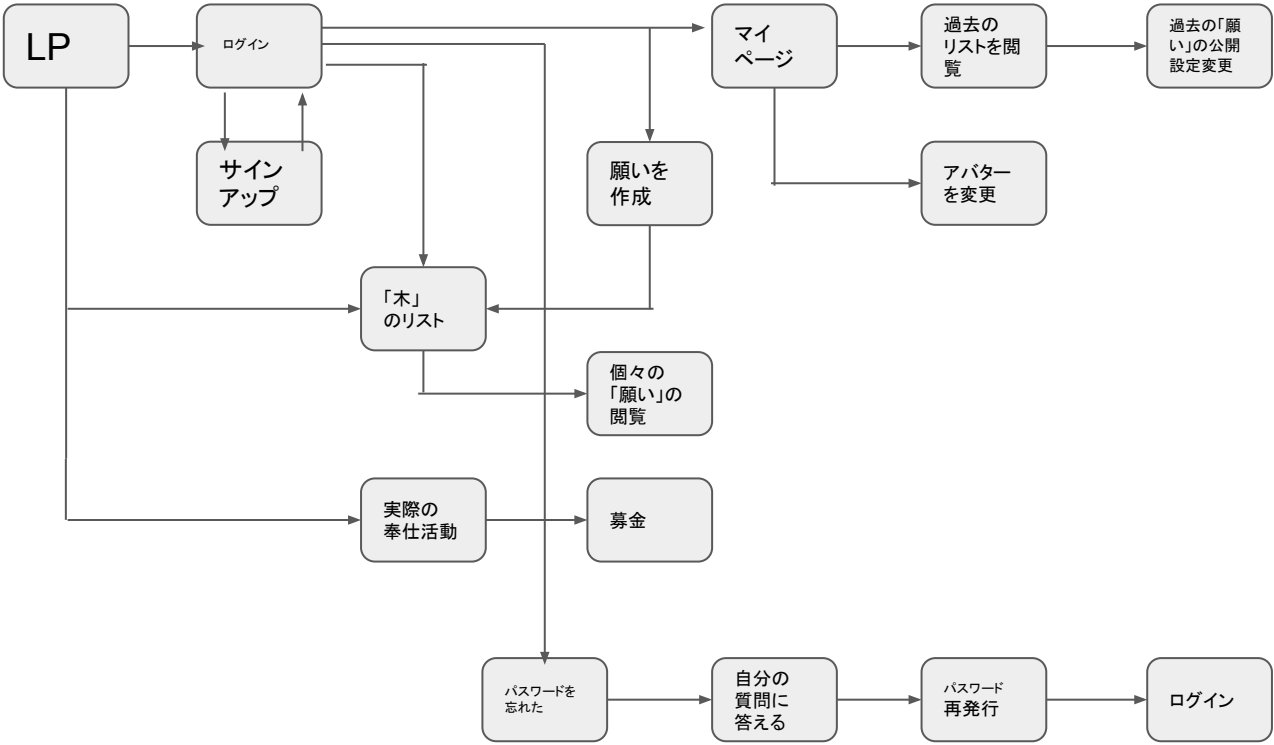 LP
ログイン
マイ
ページ
過去の
リストを閲
覧
過去の「願
い」の公開
設定変更
サイン
アップ
願いを
作成
アバター
を変更
「木」
のリスト
個々の
「願い」の
閲覧
実際の
奉仕活動
募金
パスワードを
忘れた
自分の
質問に
答える
パスワード
再発行
ログイン